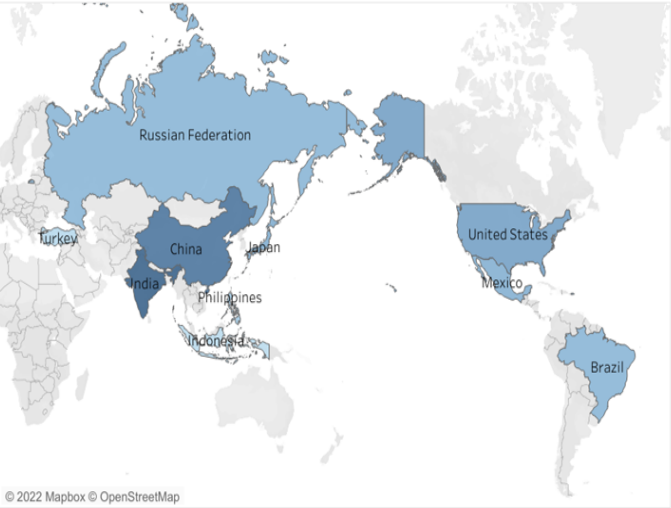 Russian Federation
Turkey
China
Japan
India
Philippines
Indonesia
United States
Mexico
Brazil
© 2022 Mapbox © OpenStreetMap